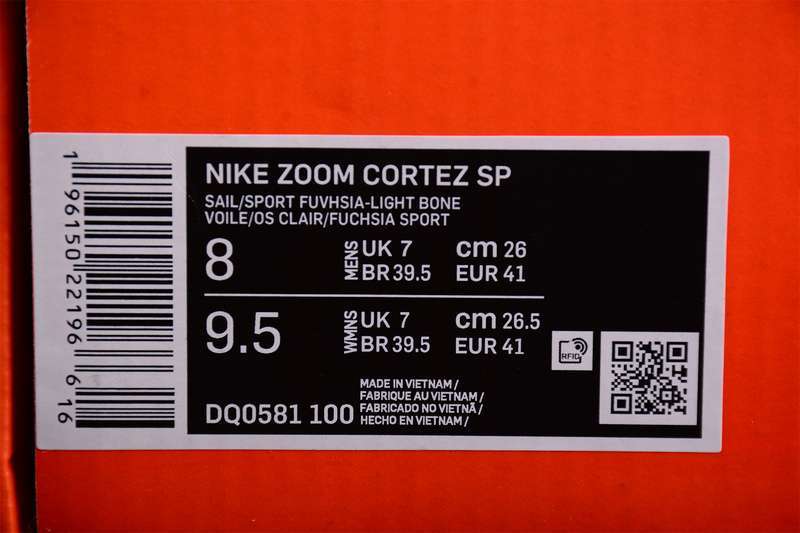 NIKE ZOOM CORTEZ SP
SAIL/SPORT FUVHSIA-LIGHT BONE
VOILE/OS CLAIR/FUCHSIA SPORT
8 MENS UK 7 cm 26
BR 39.5 EUR 41
9.5 WMNS UK 7 cm 26.5
BR 39.5 EUR 41
RFID
DQ0581 100
MADE IN VIETNAM /
FABRIQUE AU VIETNAM /
FABRICADO NO VIETNÃ /
HECHO EN VIETNAM /
1 96150 22196 6 16